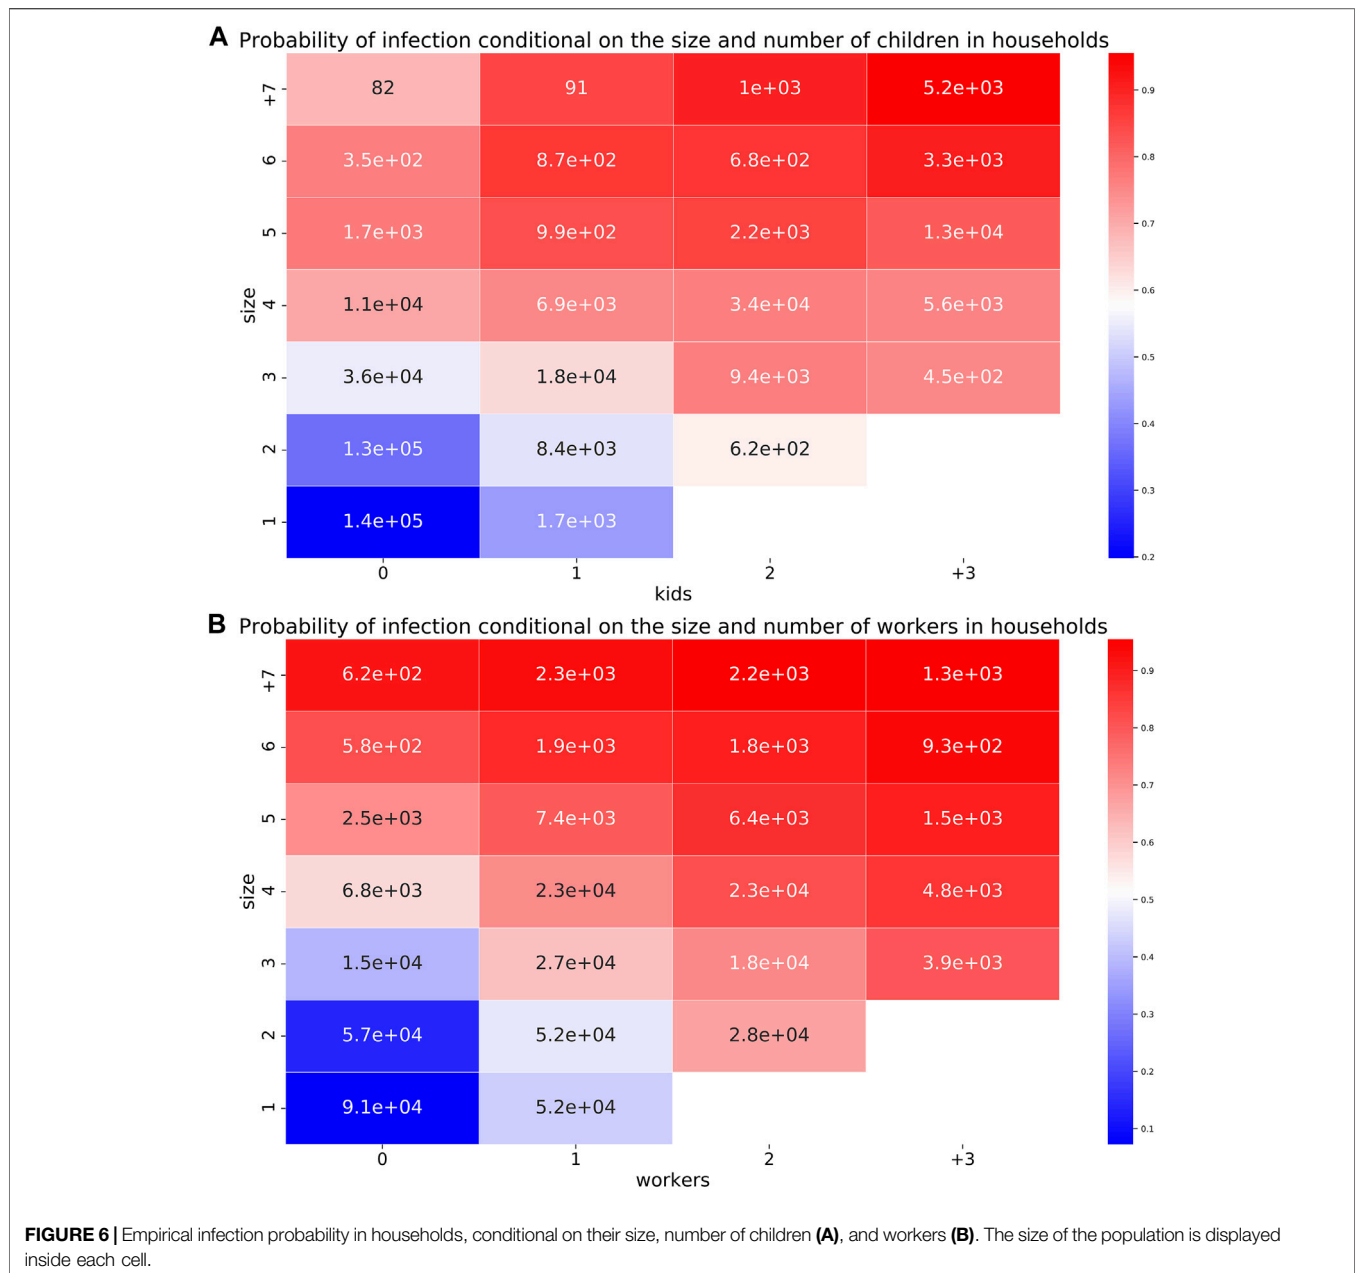 A Probability of infection conditional on the size and number of children in households
+7 82 91 1e+03 5.2e+03
6 3.5e+02 8.7e+02 6.8e+02 3.3e+03
5 1.7e+03 9.9e+02 2.2e+03 1.3e+04
4 1.1e+04 6.9e+03 3.4e+04 5.6e+03
3 3.6e+04 1.8e+04 9.4e+03 4.5e+02
2 1.3e+05 8.4e+03 6.2e+02
1 1.4e+05 1.7e+03
size
0 1 2 +3
kids
0.9
0.8
0.7
0.6
0.5
0.4
0.3
0.2
B Probability of infection conditional on the size and number of workers in households
+7 6.2e+02 2.3e+03 2.2e+03 1.3e+03
6 5.8e+02 1.9e+03 1.8e+03 9.3e+02
5 2.5e+03 7.4e+03 6.4e+03 1.5e+03
4 6.8e+03 2.3e+04 2.3e+04 4.8e+03
3 1.5e+04 2.7e+04 1.8e+04 3.9e+03
2 5.7e+04 5.2e+04 2.8e+04
1 9.1e+04 5.2e+04
size
0 1 2 +3
workers
0.9
0.8
0.7
0.6
0.5
0.4
0.3
0.2
0.1
FIGURE 6 | Empirical infection probability in households, conditional on their size, number of children (A), and workers (B). The size of the population is displayed
inside each cell.